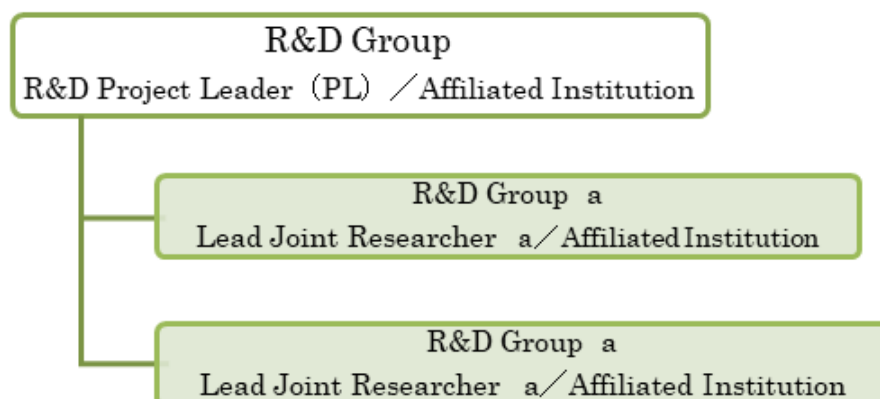 R&D Group
R&D Project Leader（PL）／Affiliated Institution
R&D Group a
Lead Joint Researcher a／Affiliated Institution
R&D Group a
Lead Joint Researcher a／Affiliated Institution